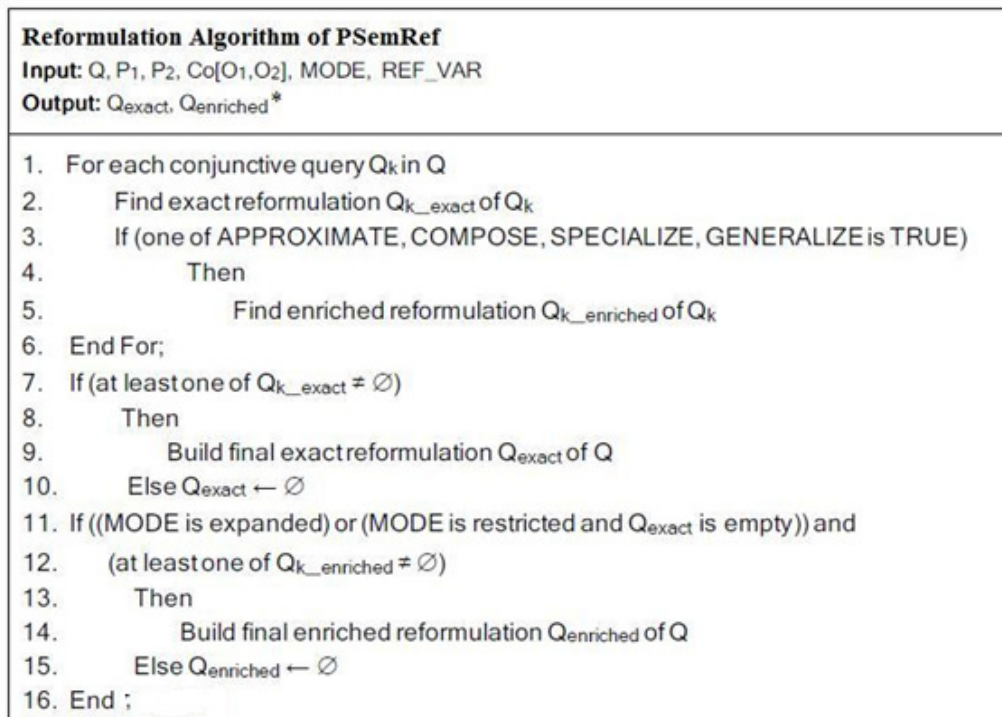 Reformulation Algorithm of PSemRef
Input: Q, P1, P2, Co[O1,O2], MODE, REF_VAR
Output: Qexact, Qenriched*
1. For each conjunctive query Qk in Q
2. Find exact reformulation Qk_exact of Qk
3. If (one of APPROXIMATE, COMPOSE, SPECIALIZE, GENERALIZE is TRUE)
4. Then
5. Find enriched reformulation Qk_enriched of Qk
6. End For;
7. If (at least one of Qk_exact ≠ ∅)
8. Then
9. Build final exact reformulation Qexact of Q
10. Else Qexact ← ∅
11. If ((MODE is expanded) or (MODE is restricted and Qexact is empty)) and
12. (at least one of Qk_enriched ≠ ∅)
13. Then
14. Build final enriched reformulation Qenriched of Q
15. Else Qenriched ← ∅
16. End ;